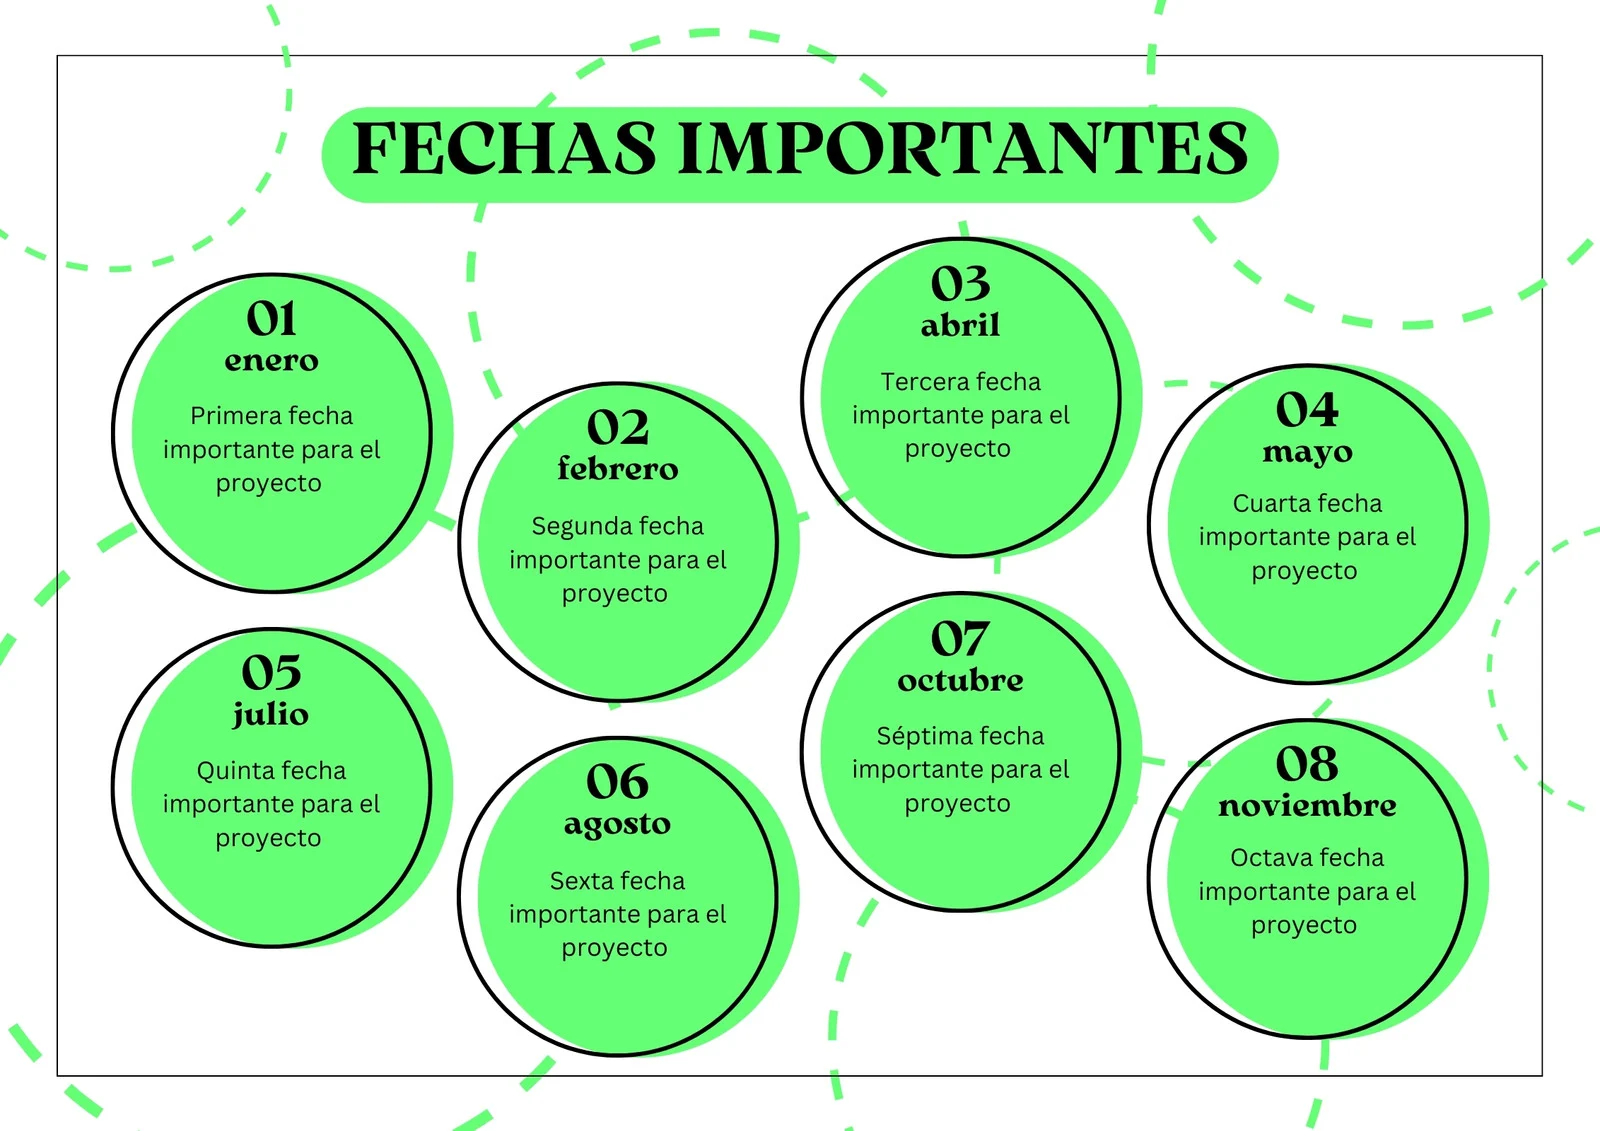 FECHAS IMPORTANTES
01
enero
Primera fecha
importante para el
proyecto
02
febrero
Segunda fecha
importante para el
proyecto
03
abril
Tercera fecha
importante para el
proyecto
04
mayo
Cuarta fecha
importante para el
proyecto
05
julio
Quinta fecha
importante para el
proyecto
06
agosto
Sexta fecha
importante para el
proyecto
07
octubre
Séptima fecha
importante para el
proyecto
08
noviembre
Octava fecha
importante para el
proyecto